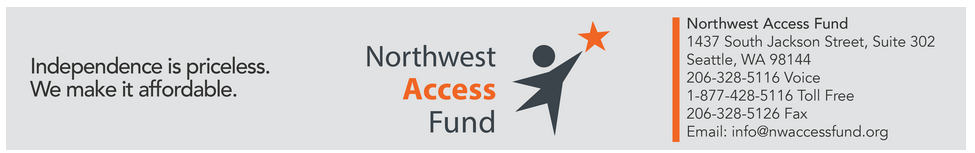 Independence is priceless.
We make it affordable.
Northwest
Access
Fund
Northwest Access Fund
1437 South Jackson Street, Suite 302
Seattle, WA 98144
206-328-5116 Voice
1-877-428-5116 Toll Free
206-328-5126 Fax
Email: info@nwaccessfund.org